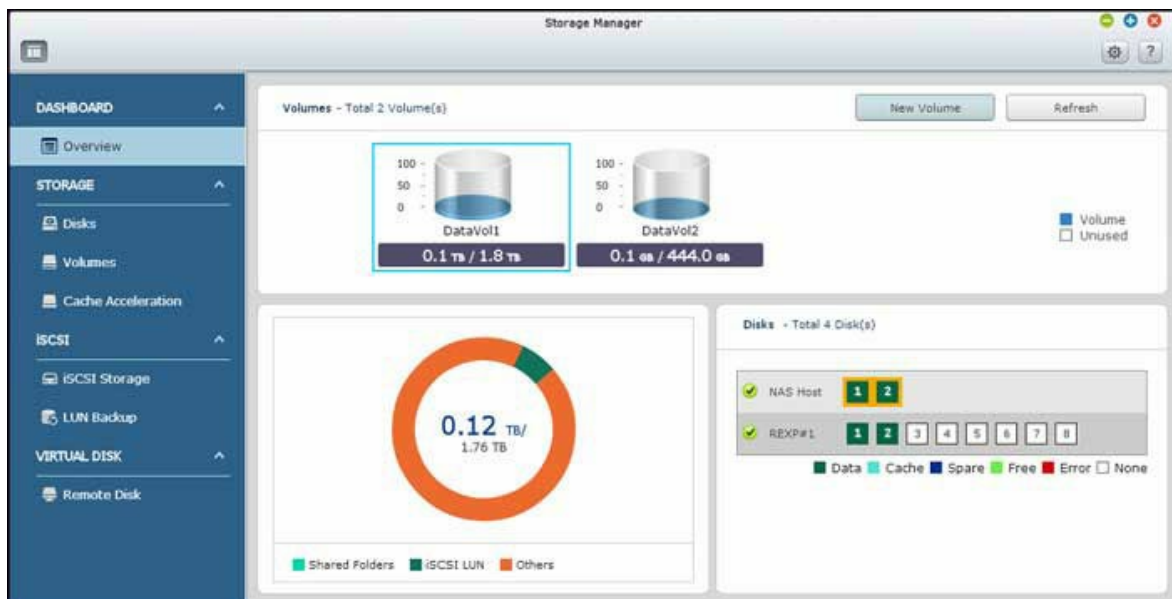 Storage Manager
?
DASHBOARD
Overview
STORAGE
Disks
Volumes
Cache Acceleration
iSCSI
iSCSI Storage
LUN Backup
VIRTUAL DISK
Remote Disk
Volumes - Total 2 Volume(s)
New Volume
Refresh
100
50
0
DataVol1
0.1 TB / 1.8 TB
100
50
0
DataVol2
0.1 GB / 444.0 GB
Volume
Unused
0.12 TB/
1.76 TB
Shared Folders iSCSI LUN Others
Disks - Total 4 Disk(s)
NAS Host 1 2
REXP#1 1 2 3 4 5 6 7 8
Data Cache Spare Free Error None